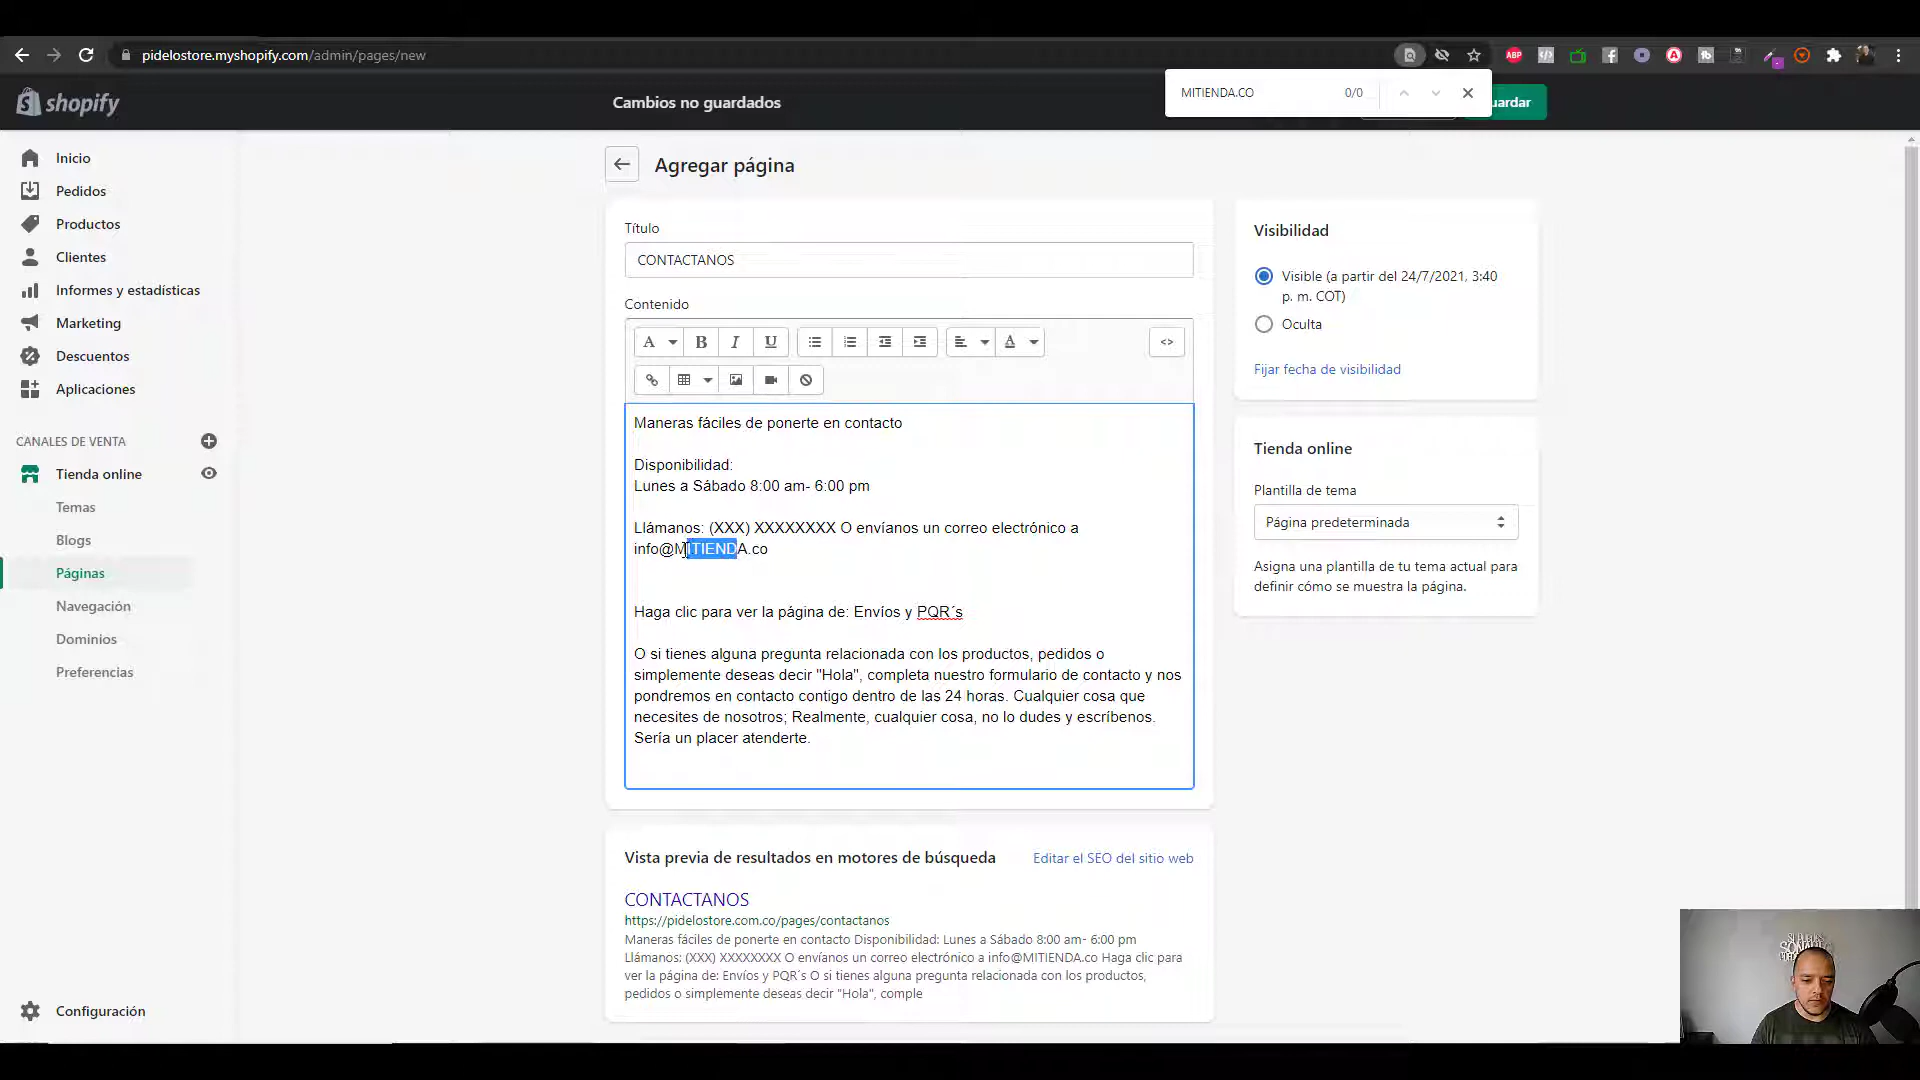 pidelostore.myshopify.com/admin/pages/new
MITIENDA.CO 0/0
shopify
Cambios no guardados
uardar
Inicio
Pedidos
Productos
Clientes
Informes y estadísticas
Marketing
Descuentos
Aplicaciones
CANALES DE VENTA
Tienda online
Temas
Blogs
Páginas
Navegación
Dominios
Preferencias
Configuración
Agregar página
Título
CONTACTANOS
Contenido
Maneras fáciles de ponerte en contacto
Disponibilidad:
Lunes a Sábado 8:00 am- 6:00 pm
Llámanos: (XXX) XXXXXXXX O envíanos un correo electrónico a
info@MITIENDA.co
Haga clic para ver la página de: Envíos y PQR´s
O si tienes alguna pregunta relacionada con los productos, pedidos o
simplemente deseas decir "Hola", completa nuestro formulario de contacto y nos
pondremos en contacto contigo dentro de las 24 horas. Cualquier cosa que
necesites de nosotros; Realmente, cualquier cosa, no lo dudes y escríbenos.
Sería un placer atenderte.
Vista previa de resultados en motores de búsqueda
Editar el SEO del sitio web
CONTACTANOS
https://pidelostore.com.co/pages/contactanos
Maneras fáciles de ponerte en contacto Disponibilidad: Lunes a Sábado 8:00 am- 6:00 pm
Llámanos: (XXX) XXXXXXXX O envíanos un correo electrónico a info@MITIENDA.co Haga clic para
ver la página de: Envíos y PQR´s O si tienes alguna pregunta relacionada con los productos,
pedidos o simplemente deseas decir "Hola", comple
Visibilidad
Visible (a partir del 24/7/2021, 3:40
p. m. COT)
Oculta
Fijar fecha de visibilidad
Tienda online
Plantilla de tema
Página predeterminada
Asigna una plantilla de tu tema actual para
definir cómo se muestra la página.